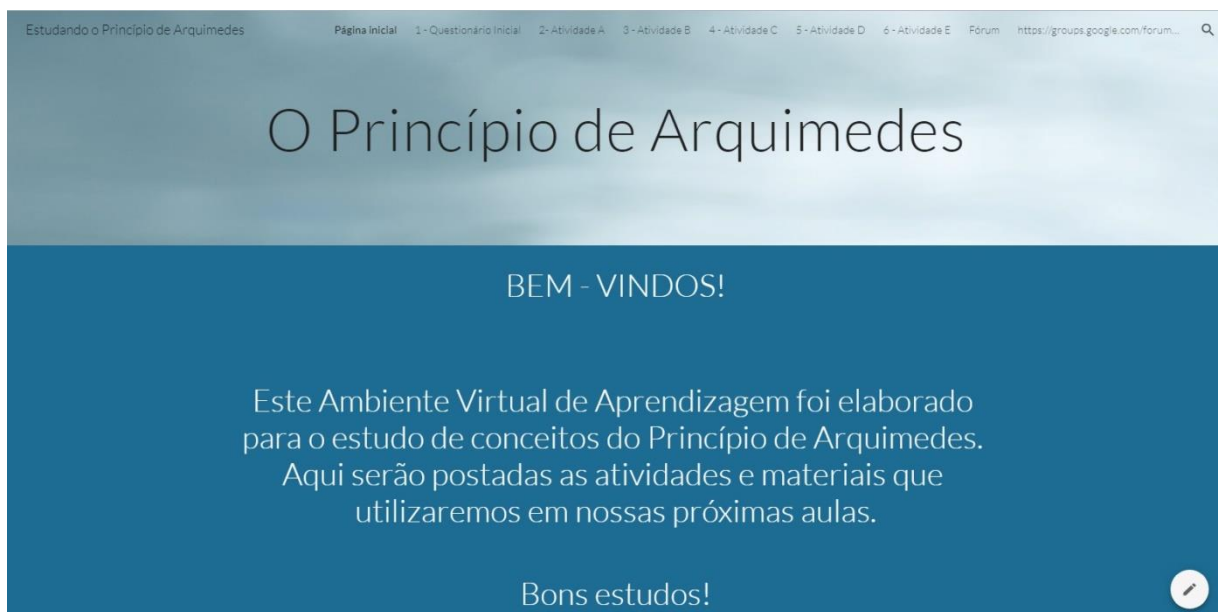 Estudando o Princípio de Arquimedes
Página inicial 1 - Questionário Inicial 2- Atividade A 3 - Atividade B 4 - Atividade C 5 - Atividade D 6 - Atividade E Fórum https://groups.google.com/forum...
O Princípio de Arquimedes
BEM - VINDOS!
Este Ambiente Virtual de Aprendizagem foi elaborado
para o estudo de conceitos do Princípio de Arquimedes.
Aqui serão postadas as atividades e materiais que
utilizaremos em nossas próximas aulas.
Bons estudos!